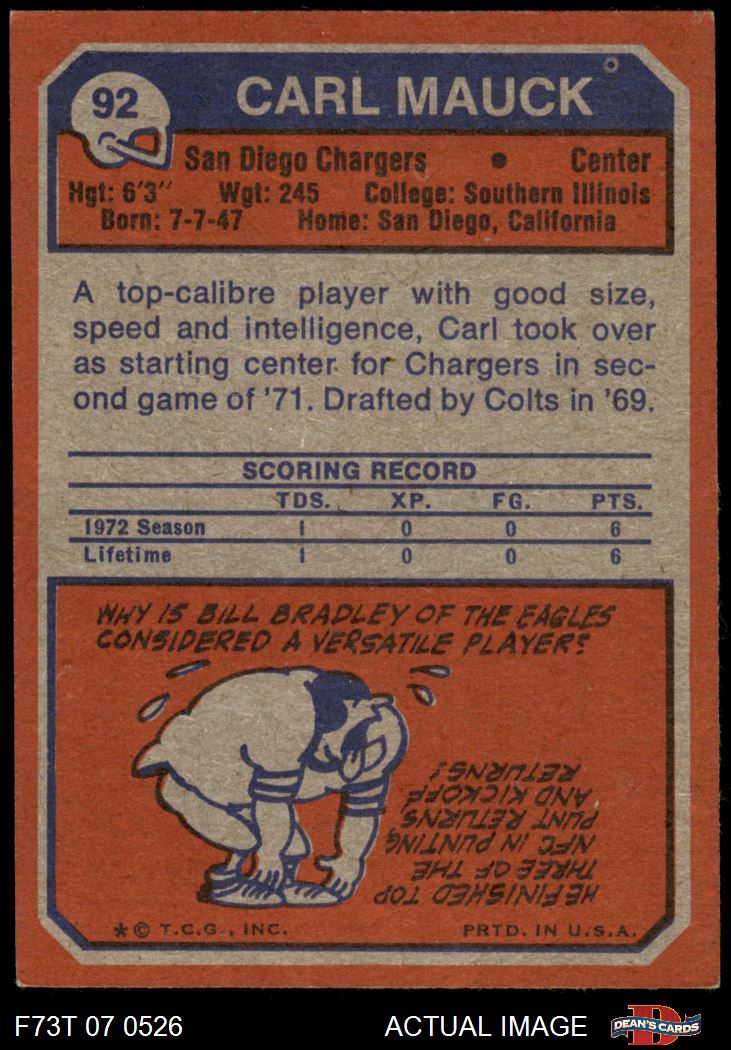 92
CARL MAUCK
San Diego Chargers • Center
Hgt: 6'3" Wgt: 245 College: Southern Illinois
Born: 7-7-47 Home: San Diego, California
A top-calibre player with good size,
speed and intelligence, Carl took over
as starting center for Chargers in sec-
ond game of '71. Drafted by Colts in '69.
SCORING RECORD
TDS. XP. FG. PTS.
1972 Season 1 0 0 6
Lifetime 1 0 0 6
WHY IS BILL BRADLEY OF THE EAGLES
CONSIDERED A VERSATILE PLAYER?
HE FINISHED TOP
THREE OF THE
NFC IN PUNTING,
PUNT RETURNS
AND KICKOFF
RETURNS!
* © T.C.G., INC. PRTD. IN U.S.A.
F73T 07 0526 ACTUAL IMAGE
D
DEAN'S CARDS